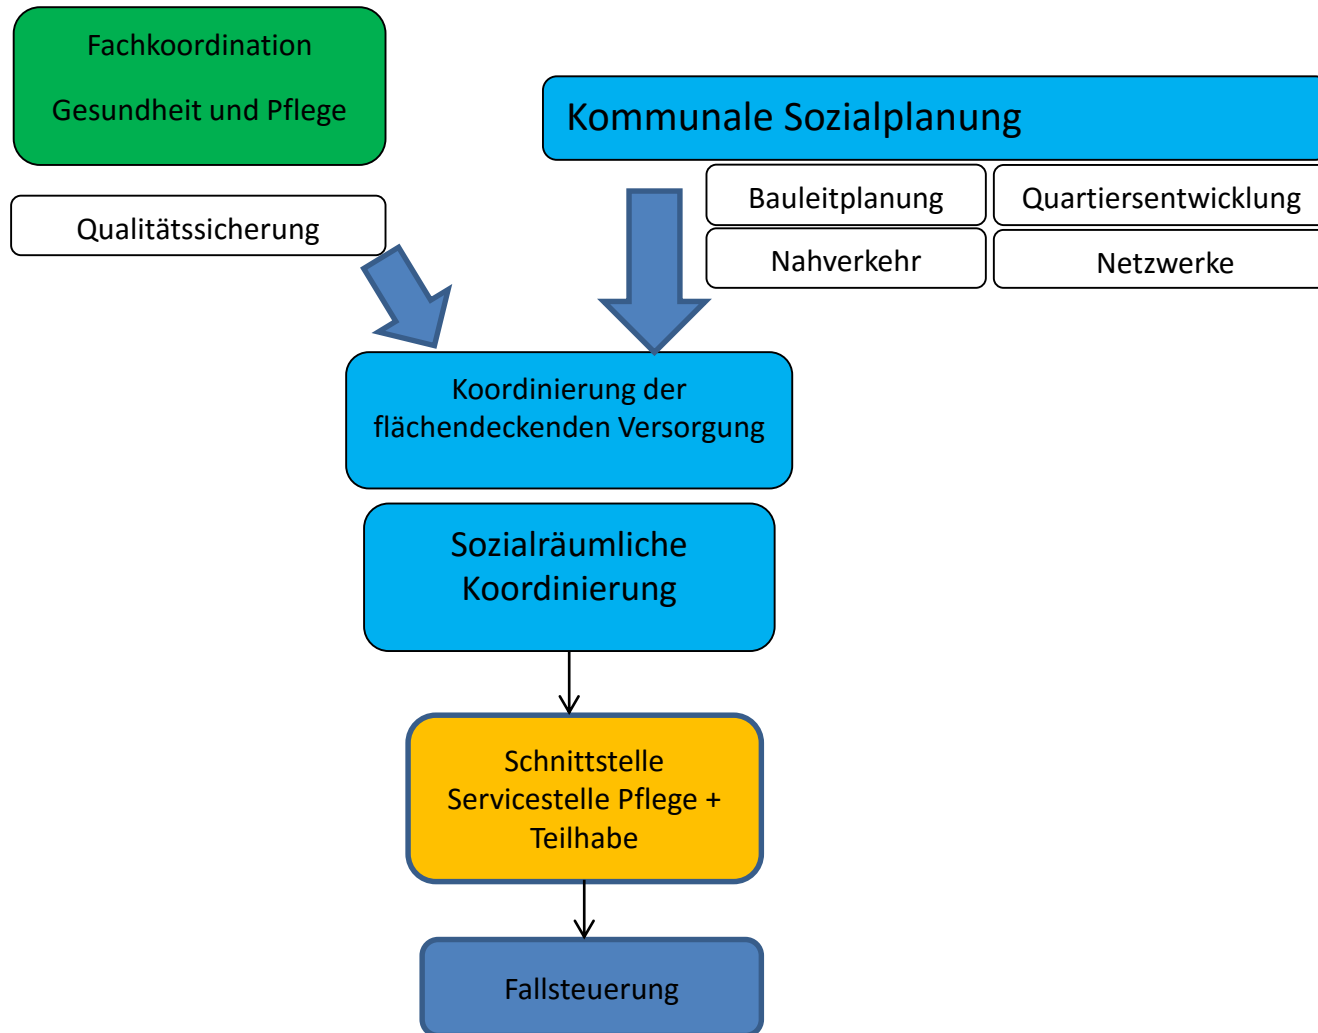 Fachkoordination
Gesundheit und Pflege
Kommunale Sozialplanung
Qualitätssicherung
Bauleitplanung
Quartiersentwicklung
Nahverkehr
Netzwerke
Koordinierung der
flächendeckenden Versorgung
Sozialräumliche
Koordinierung
Schnittstelle
Servicestelle Pflege +
Teilhabe
Fallsteuerung